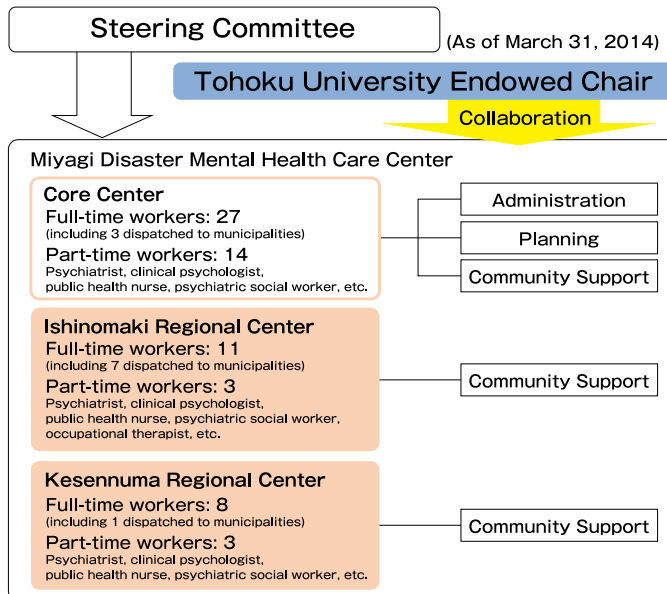 Steering Committee
(As of March 31, 2014)
Tohoku University Endowed Chair
Collaboration
Miyagi Disaster Mental Health Care Center
Core Center
Full-time workers: 27
(including 3 dispatched to municipalities)
Part-time workers: 14
Psychiatrist, clinical psychologist,
public health nurse, psychiatric social worker, etc.
Administration
Planning
Community Support
Ishinomaki Regional Center
Full-time workers: 11
(including 7 dispatched to municipalities)
Part-time workers: 3
Psychiatrist, clinical psychologist,
public health nurse, psychiatric social worker,
occupational therapist, etc.
Community Support
Kesennuma Regional Center
Full-time workers: 8
(including 1 dispatched to municipalities)
Part-time workers: 3
Psychiatrist, clinical psychologist,
public health nurse, psychiatric social worker, etc.
Community Support